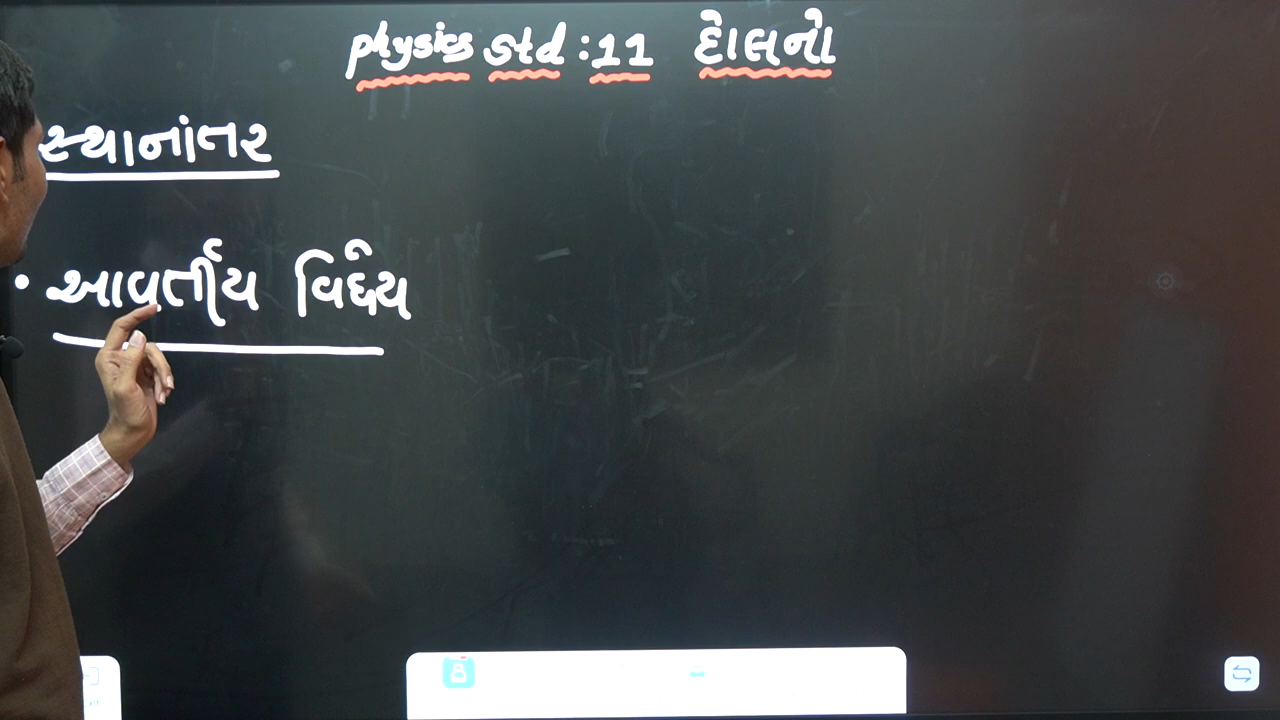 physics std : 11 દોલનો
સ્થાનાંતર
• આવર્તીય વિધેય